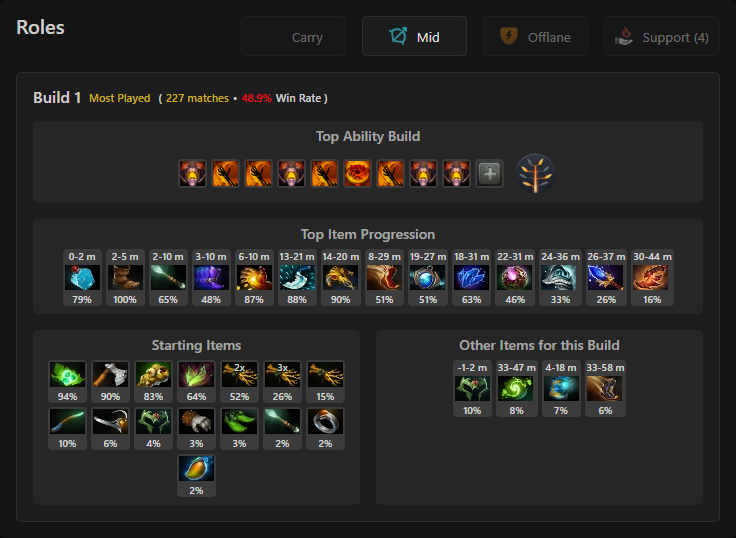 Roles
Carry
Mid
Offlane
Support (4)
Build 1 Most Played ( 227 matches • 48.9% Win Rate )
Top Ability Build
Top Item Progression
0-2 m 2-5 m 2-10 m 3-10 m 6-10 m 13-21 m 14-20 m 8-29 m 19-27 m 18-31 m 22-31 m 24-36 m 26-37 m 30-44 m
79% 100% 65% 48% 87% 88% 90% 51% 51% 63% 46% 33% 26% 16%
Starting Items
2x 3x
94% 90% 83% 64% 52% 26% 15%
10% 6% 4% 3% 3% 2% 2%
2%
Other Items for this Build
-1-2 m 33-47 m 4-18 m 33-58 m
10% 8% 7% 6%